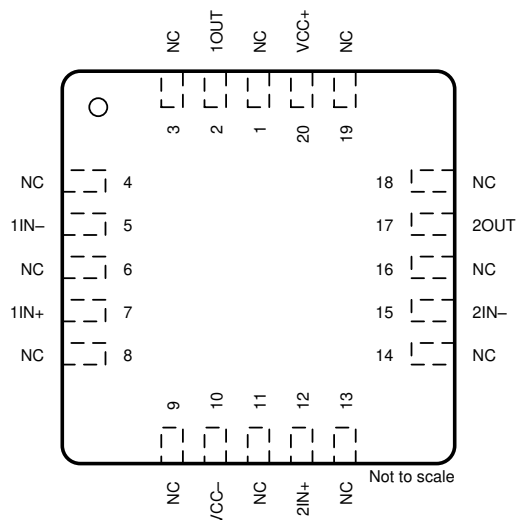 NC 1OUT NC VCC+ NC
3 2 1 20 19
NC 4 18 NC
1IN– 5 17 2OUT
NC 6 16 NC
1IN+ 7 15 2IN–
NC 8 14 NC
9 10 11 12 13
NC VCC– NC 2IN+ NC
Not to scale